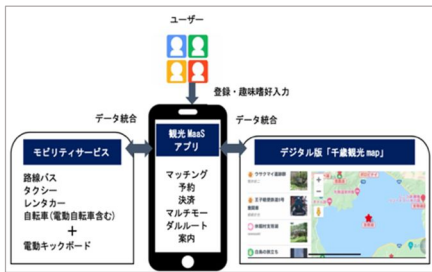 ユーザー
登録・趣味嗜好入力
データ統合
データ統合
モビリティサービス
路線バス
タクシー
レンタカー
自転車(電動自転車含む)
＋
電動キックボード
観光MaaS
アプリ
マッチング
予約
決済
マルチモー
ダルルート
案内
デジタル版「千歳観光map」